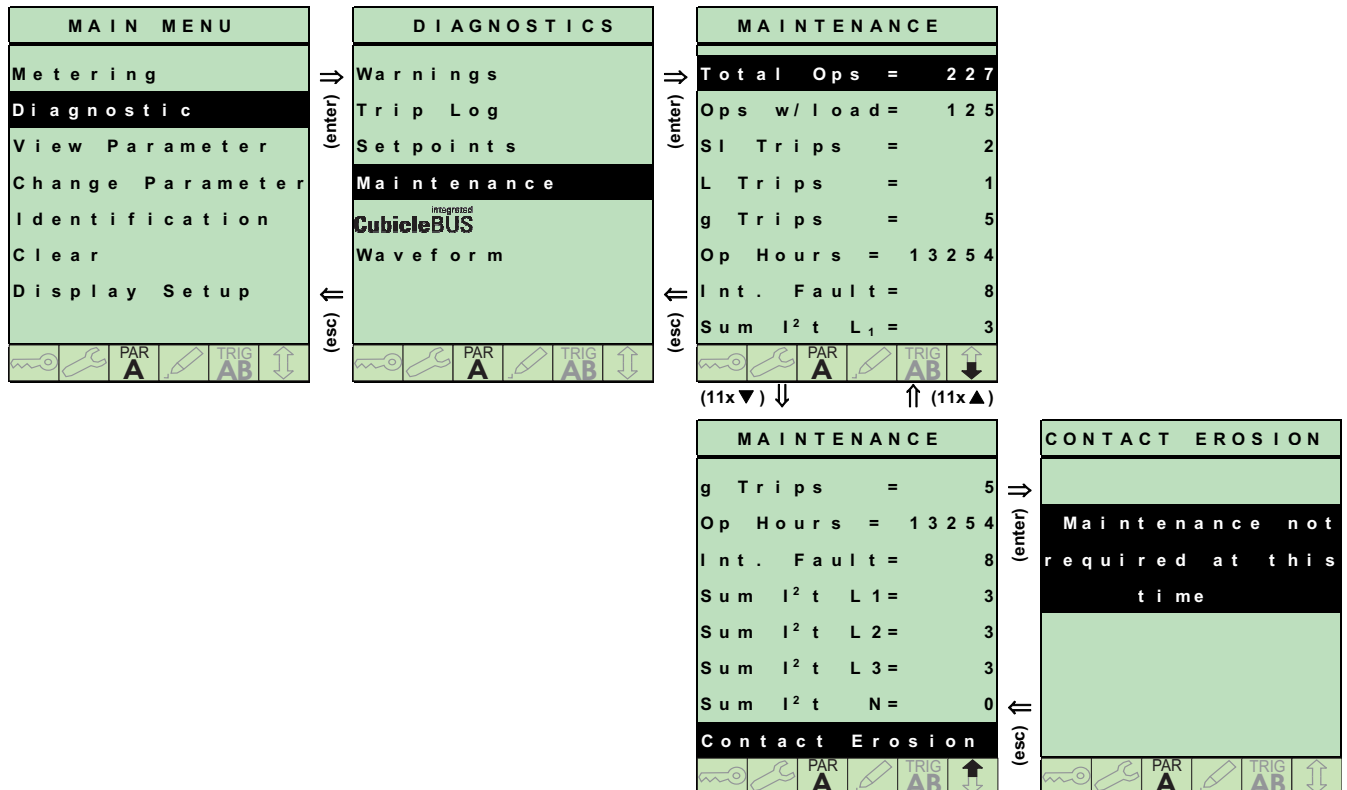 MAIN MENU
Metering
Diagnostic
View Parameter
Change Parameter
Identification
Clear
Display Setup
PAR
A
TRIG
AB
⇒
(enter)
⇐
(esc)
DIAGNOSTICS
Warnings
Trip Log
Setpoints
Maintenance
integrated
CubicleBUS
Waveform
PAR
A
TRIG
AB
⇒
(enter)
⇐
(esc)
MAINTENANCE
Total Ops = 227
Ops w/load= 125
SI Trips = 2
L Trips = 1
g Trips = 5
Op Hours = 13254
Int. Fault= 8
Sum I² t L₁ = 3
PAR
A
TRIG
AB
(11x ▼) ⇓ ⇑ (11x ▲)
MAINTENANCE
g Trips = 5
Op Hours = 13254
Int. Fault= 8
Sum I² t L1= 3
Sum I² t L2= 3
Sum I² t L3= 3
Sum I² t N= 0
Contact Erosion
PAR
A
TRIG
AB
⇒
(enter)
⇐
(esc)
CONTACT EROSION
Maintenance not
required at this
time
PAR
A
TRIG
AB